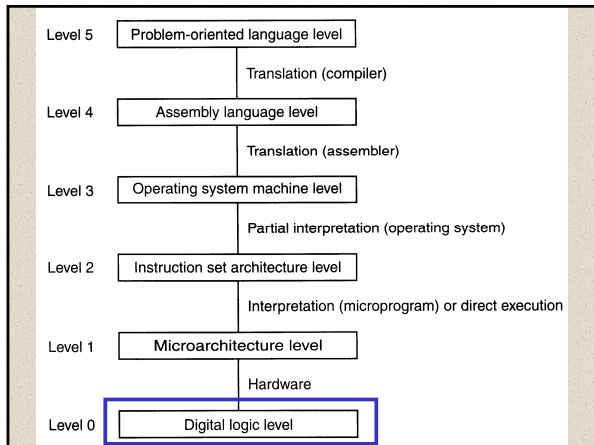 Level 5 Problem-oriented language level
Translation (compiler)
Level 4 Assembly language level
Translation (assembler)
Level 3 Operating system machine level
Partial interpretation (operating system)
Level 2 Instruction set architecture level
Interpretation (microprogram) or direct execution
Level 1 Microarchitecture level
Hardware
Level 0 Digital logic level